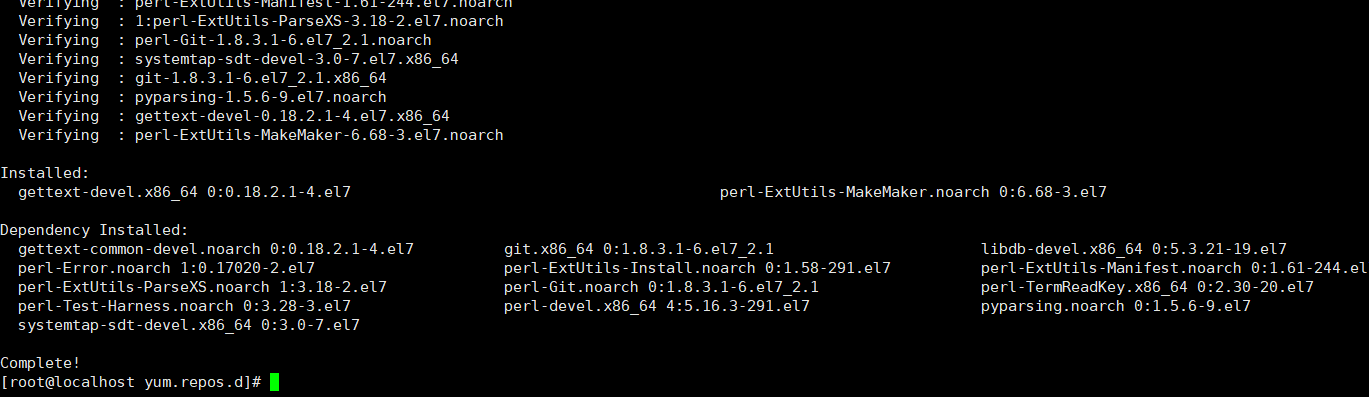 Verifying  : perl-ExtUtils-Manifest-1.61-244.el7.noarch
Verifying  : 1:perl-ExtUtils-ParseXS-3.18-2.el7.noarch
Verifying  : perl-Git-1.8.3.1-6.el7_2.1.noarch
Verifying  : systemtap-sdt-devel-3.0-7.el7.x86_64
Verifying  : git-1.8.3.1-6.el7_2.1.x86_64
Verifying  : pyparsing-1.5.6-9.el7.noarch
Verifying  : gettext-devel-0.18.2.1-4.el7.x86_64
Verifying  : perl-ExtUtils-MakeMaker-6.68-3.el7.noarch
Installed:
gettext-devel.x86_64 0:0.18.2.1-4.el7 perl-ExtUtils-MakeMaker.noarch 0:6.68-3.el7
Dependency Installed:
gettext-common-devel.noarch 0:0.18.2.1-4.el7 git.x86_64 0:1.8.3.1-6.el7_2.1 libdb-devel.x86_64 0:5.3.21-19.el7
perl-Error.noarch 1:0.17020-2.el7 perl-ExtUtils-Install.noarch 0:1.58-291.el7 perl-ExtUtils-Manifest.noarch 0:1.61-244.el
perl-ExtUtils-ParseXS.noarch 1:3.18-2.el7 perl-Git.noarch 0:1.8.3.1-6.el7_2.1 perl-TermReadKey.x86_64 0:2.30-20.el7
perl-Test-Harness.noarch 0:3.28-3.el7 perl-devel.x86_64 4:5.16.3-291.el7 pyparsing.noarch 0:1.5.6-9.el7
systemtap-sdt-devel.x86_64 0:3.0-7.el7
Complete!
[root@localhost yum.repos.d]#